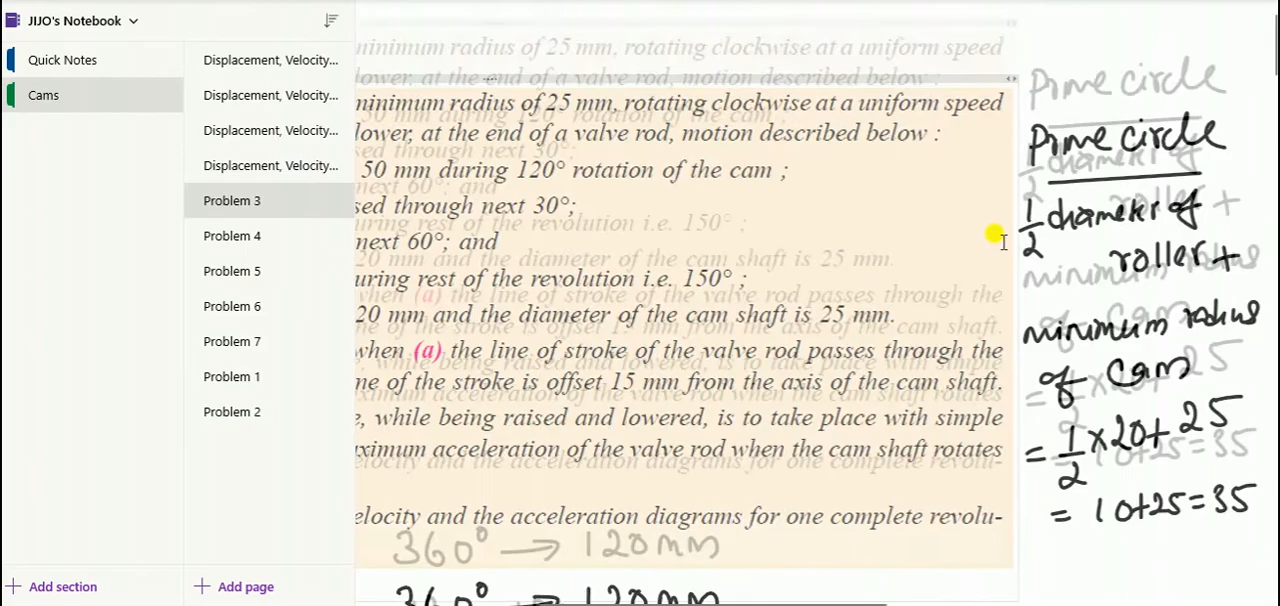 JIJO's Notebook
Quick Notes
Cams
Add section
Displacement, Velocity...
Displacement, Velocity...
Displacement, Velocity...
Displacement, Velocity...
Problem 3
Problem 4
Problem 5
Problem 6
Problem 7
Problem 1
Problem 2
Add page
minimum radius of 25 mm, rotating clockwise at a uniform speed
lower, at the end of a valve rod, motion described below :
50 mm during 120° rotation of the cam ;
sed through next 30°;
next 60°; and
uring rest of the revolution i.e. 150° ;
20 mm and the diameter of the cam shaft is 25 mm.
when (a) the line of stroke of the valve rod passes through the
ne of the stroke is offset 15 mm from the axis of the cam shaft.
e, while being raised and lowered, is to take place with simple
ximum acceleration of the valve rod when the cam shaft rotates
elocity and the acceleration diagrams for one complete revolu-
360° → 120mm
Prime circle
1/2 diameter of
roller +
minimum radius
of Cam
= 1/2 × 20 + 25
= 10+25=35